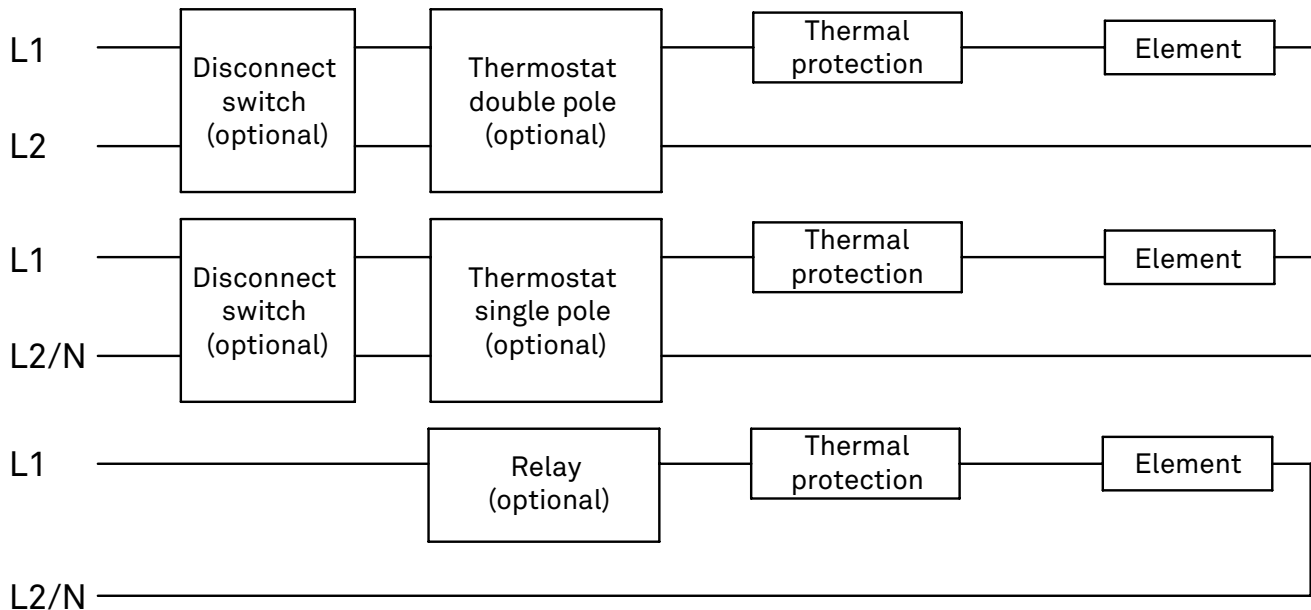 L1
Disconnect
switch
(optional)
Thermostat
double pole
(optional)
Thermal
protection
Element
L2
L1
Disconnect
switch
(optional)
Thermostat
single pole
(optional)
Thermal
protection
Element
L2/N
L1
Relay
(optional)
Thermal
protection
Element
L2/N